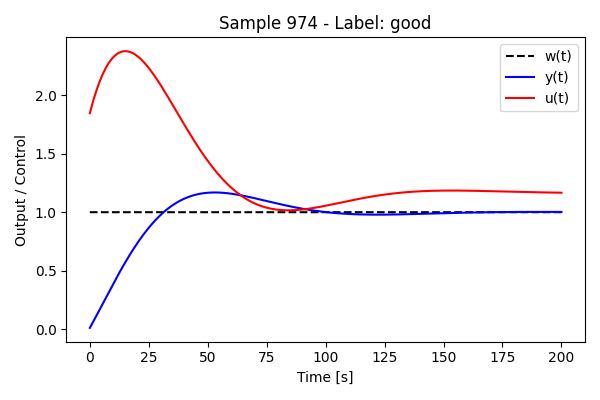 Sample 974 - Label: good
w(t)
y(t)
u(t)
Output / Control
2.0
1.5
1.0
0.5
0.0
0 25 50 75 100 125 150 175 200
Time [s]